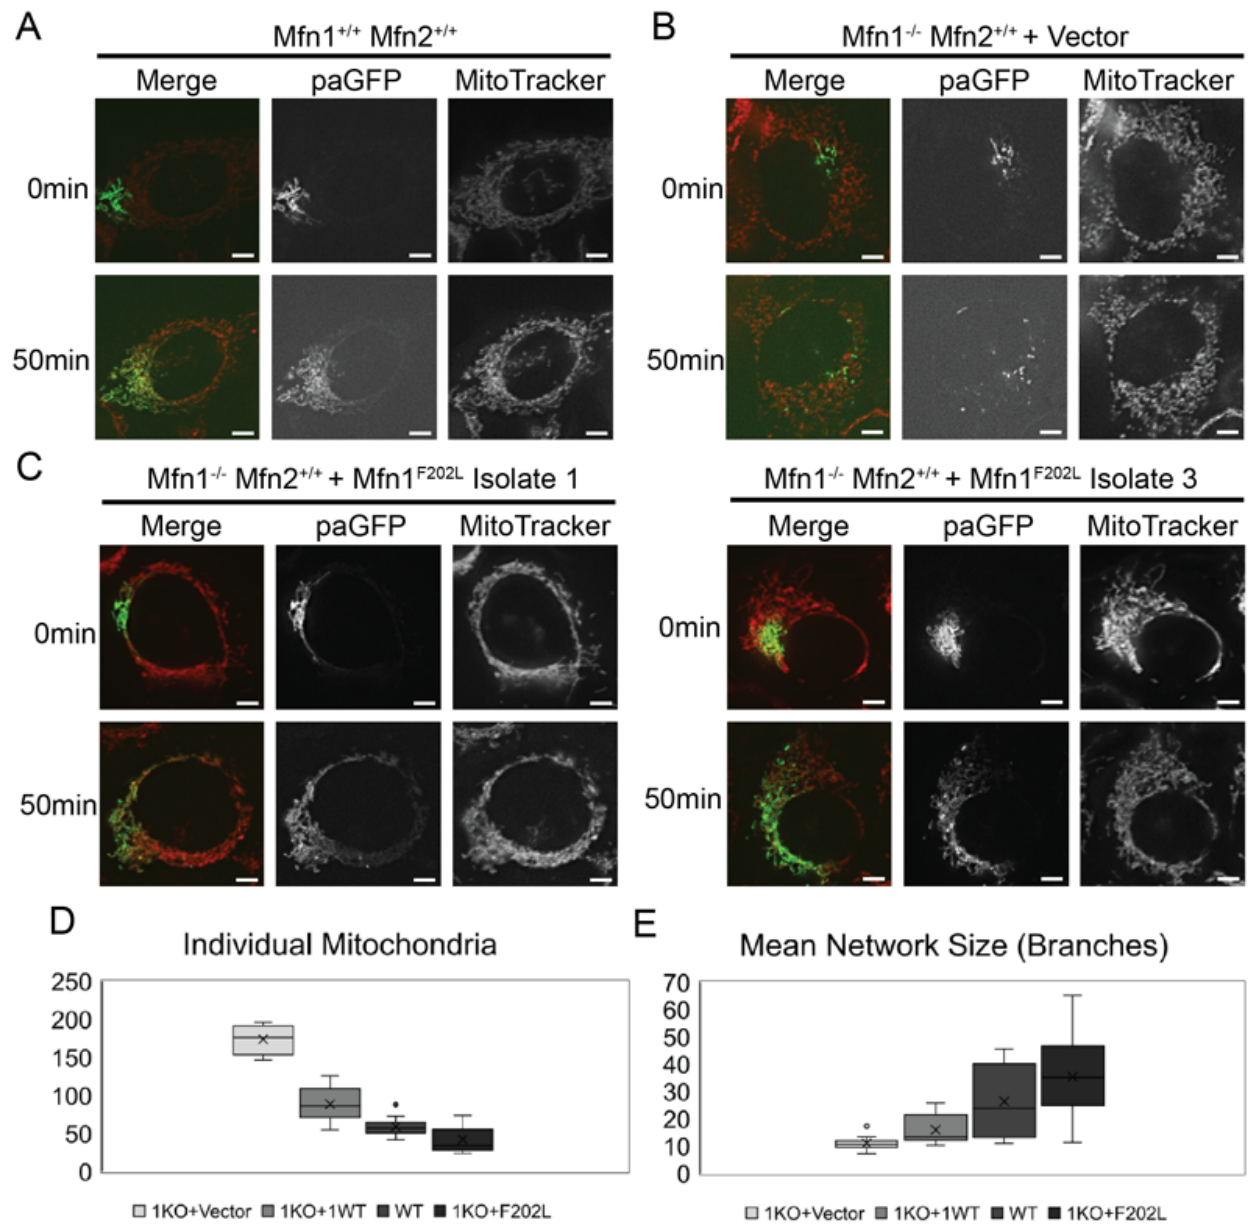 A
Mfn1+/+ Mfn2+/+
Merge paGFP MitoTracker
0min
50min
B
Mfn1-/- Mfn2+/+ + Vector
Merge paGFP MitoTracker
0min
50min
C
Mfn1-/- Mfn2+/+ + Mfn1F202L Isolate 1
Merge paGFP MitoTracker
0min
50min
Mfn1-/- Mfn2+/+ + Mfn1F202L Isolate 3
Merge paGFP MitoTracker
0min
50min
D
Individual Mitochondria
250
200
150
100
50
0
1KO+Vector 1KO+1WT WT 1KO+F202L
E
Mean Network Size (Branches)
70
60
50
40
30
20
10
0
1KO+Vector 1KO+1WT WT 1KO+F202L